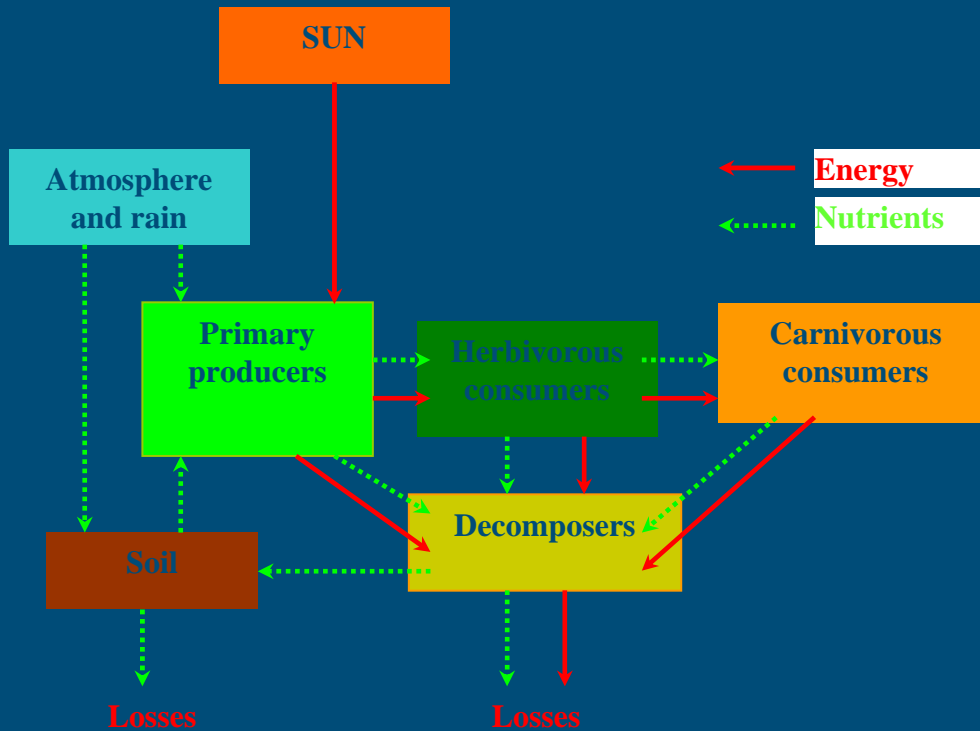 SUN
Atmosphere
and rain
Energy
Nutrients
Primary
producers
Herbivorous
consumers
Carnivorous
consumers
Decomposers
Soil
Losses
Losses